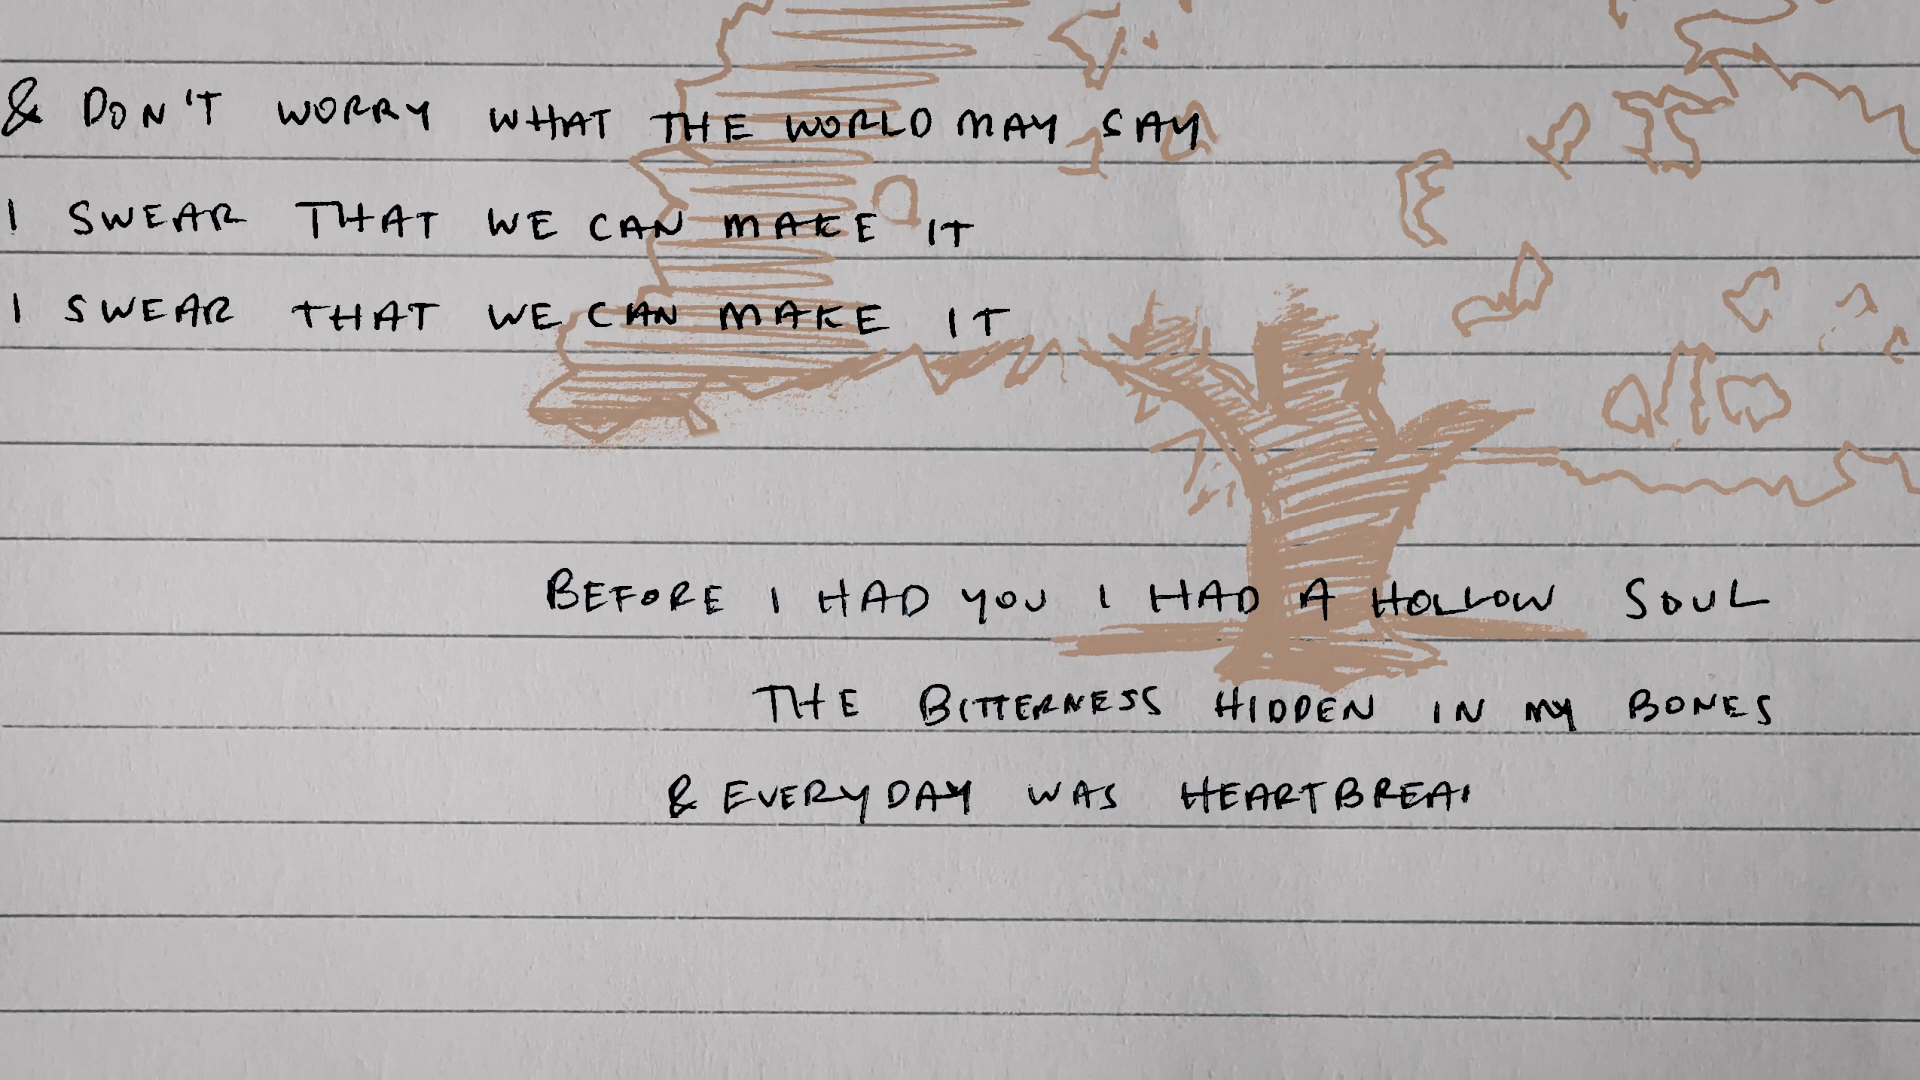 & DON'T WORRY WHAT THE WORLD MAY SAY
I SWEAR THAT WE CAN MAKE IT
I SWEAR THAT WE CAN MAKE IT
BEFORE I HAD YOU I HAD A HOLLOW SOUL
THE BITTERNESS HIDDEN IN MY BONES
& EVERYDAY WAS HEARTBREA